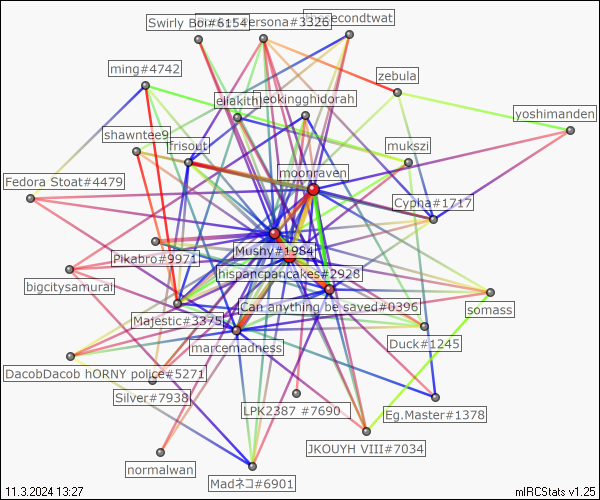 Swirly Boi#6154
ersona#3326
secondtwat
ming#4742
zebula
eliakith
neokingghidorah
yoshimanden
shawntee9
frisout
mukszi
moonraven
Fedora Stoat#4479
Cypha#1717
Mushy#1984
Pikabro#9971
hispancpancakes#2928
bigcitysamurai
Can anything be saved#0396
somass
Majestic#3375
marcemadness
Duck#1245
DacobDacob hORNY police#5271
Silver#7938
LPK2387 #7690
Eg.Master#1378
JKOUYH VIII#7034
normalwan
Madネコ#6901
11.3.2024 13:27
mIRCStats v1.25